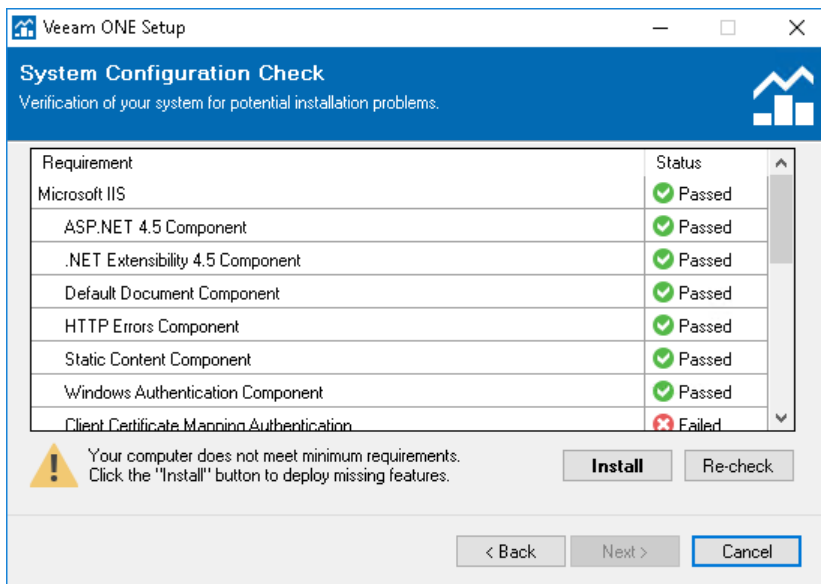 Veeam ONE Setup
System Configuration Check
Verification of your system for potential installation problems.
Requirement Status
Microsoft IIS Passed
ASP.NET 4.5 Component Passed
.NET Extensibility 4.5 Component Passed
Default Document Component Passed
HTTP Errors Component Passed
Static Content Component Passed
Windows Authentication Component Passed
Client Certificate Mapping Authentication Failed
Your computer does not meet minimum requirements.
Click the "Install" button to deploy missing features.
Install Re-check
< Back Next > Cancel